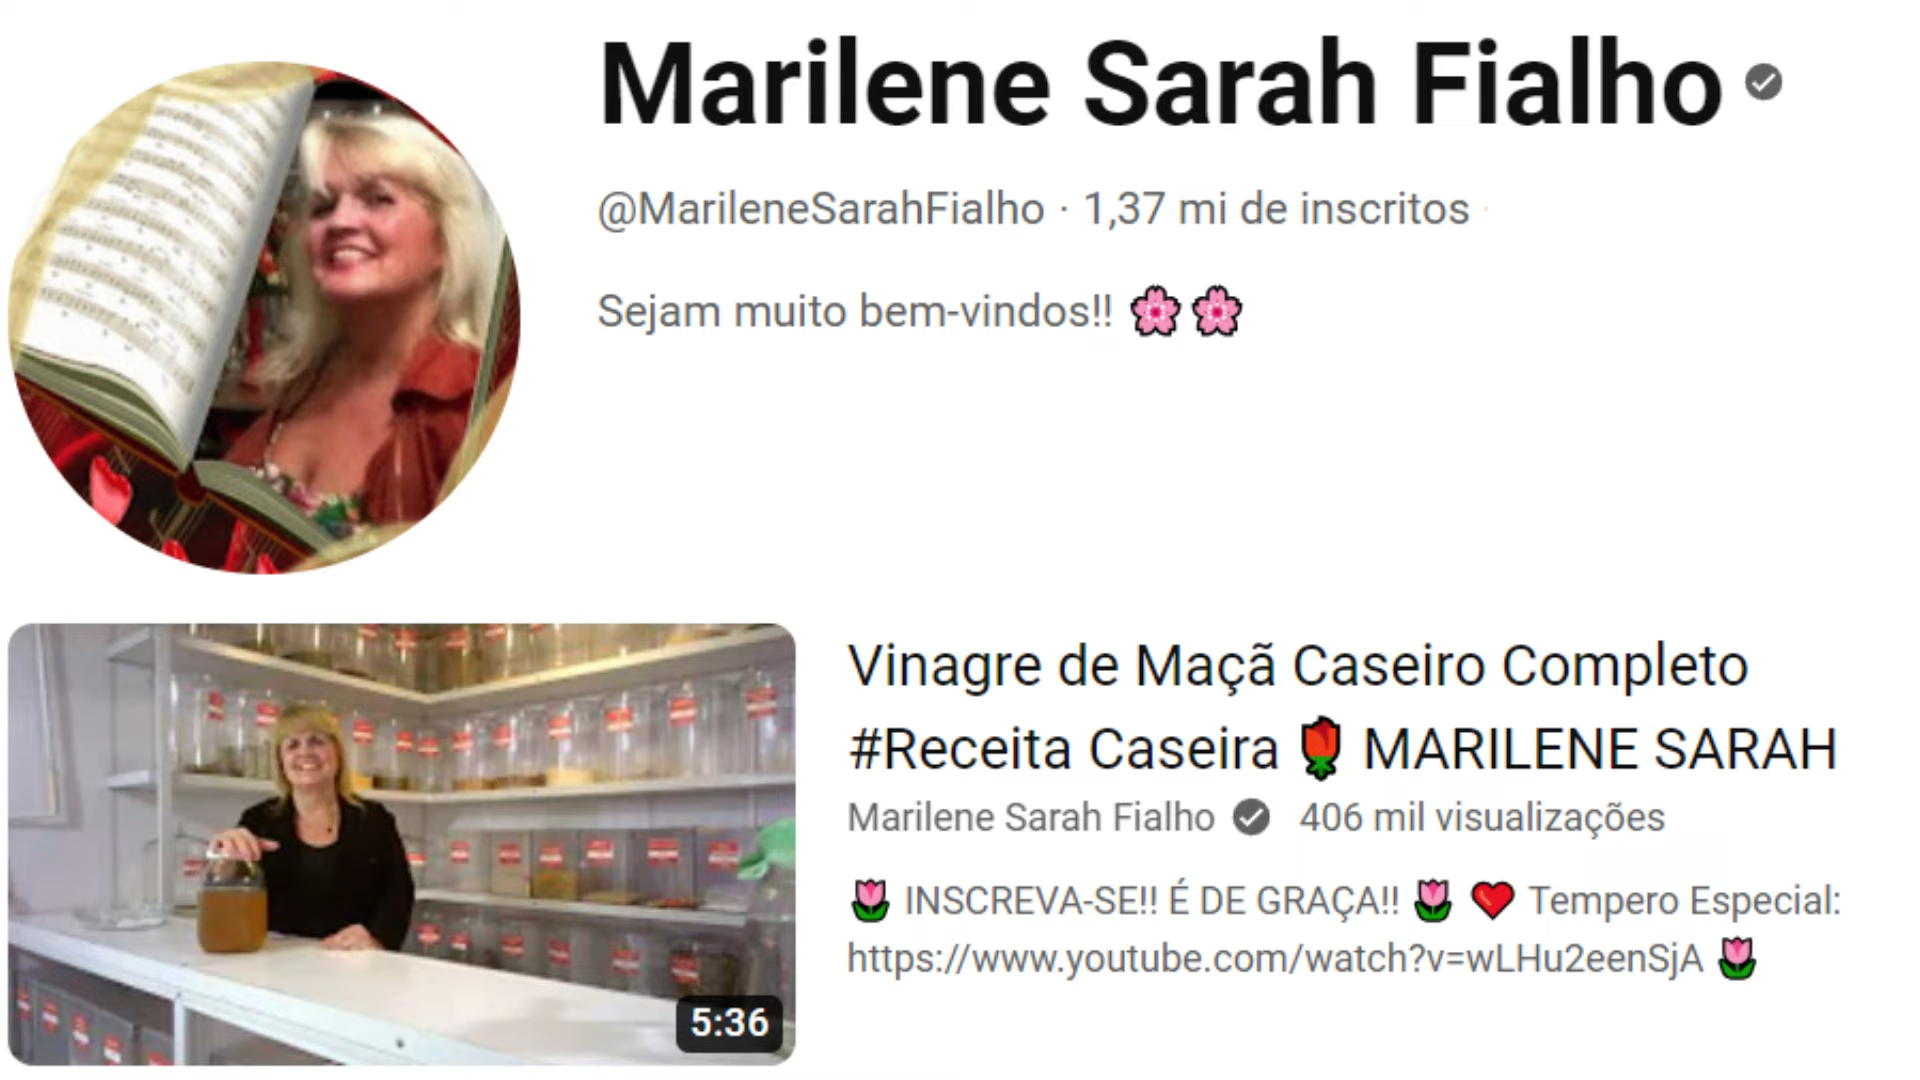 Marilene Sarah Fialho
@MarileneSarahFialho · 1,37 mi de inscritos
Sejam muito bem-vindos!! 🌸🌸
Vinagre de Maçã Caseiro Completo
#Receita Caseira 🌹 MARILENE SARAH
Marilene Sarah Fialho 406 mil visualizações
🌷 INSCREVA-SE!! É DE GRAÇA!! 🌷 ❤️ Tempero Especial:
https://www.youtube.com/watch?v=wLHu2eenSjA 🌷
5:36